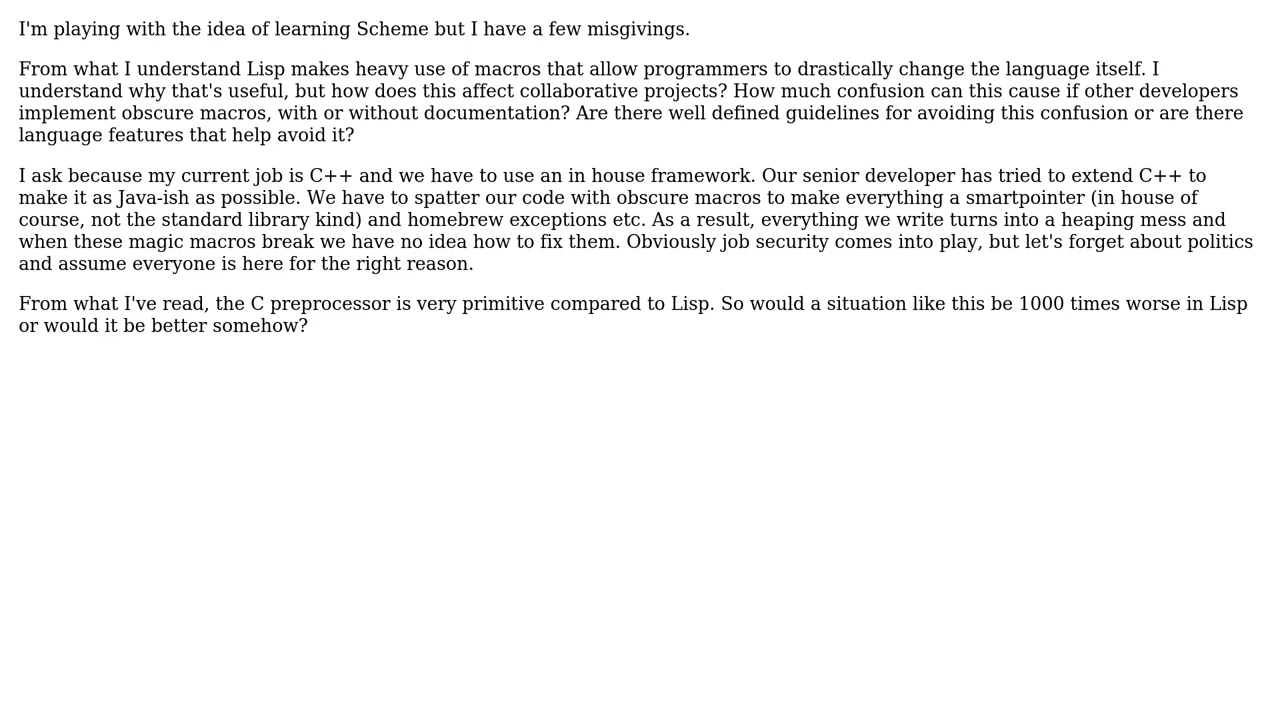 I'm playing with the idea of learning Scheme but I have a few misgivings.
From what I understand Lisp makes heavy use of macros that allow programmers to drastically change the language itself. I
understand why that's useful, but how does this affect collaborative projects? How much confusion can this cause if other developers
implement obscure macros, with or without documentation? Are there well defined guidelines for avoiding this confusion or are there
language features that help avoid it?
I ask because my current job is C++ and we have to use an in house framework. Our senior developer has tried to extend C++ to
make it as Java-ish as possible. We have to spatter our code with obscure macros to make everything a smartpointer (in house of
course, not the standard library kind) and homebrew exceptions etc. As a result, everything we write turns into a heaping mess and
when these magic macros break we have no idea how to fix them. Obviously job security comes into play, but let's forget about politics
and assume everyone is here for the right reason.
From what I've read, the C preprocessor is very primitive compared to Lisp. So would a situation like this be 1000 times worse in Lisp
or would it be better somehow?